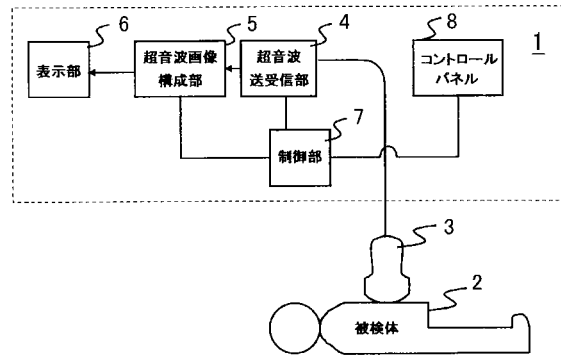 6
5
4
8
1
表示部
超音波画像
構成部
超音波
送受信部
コントロール
パネル
7
制御部
3
2
被検体